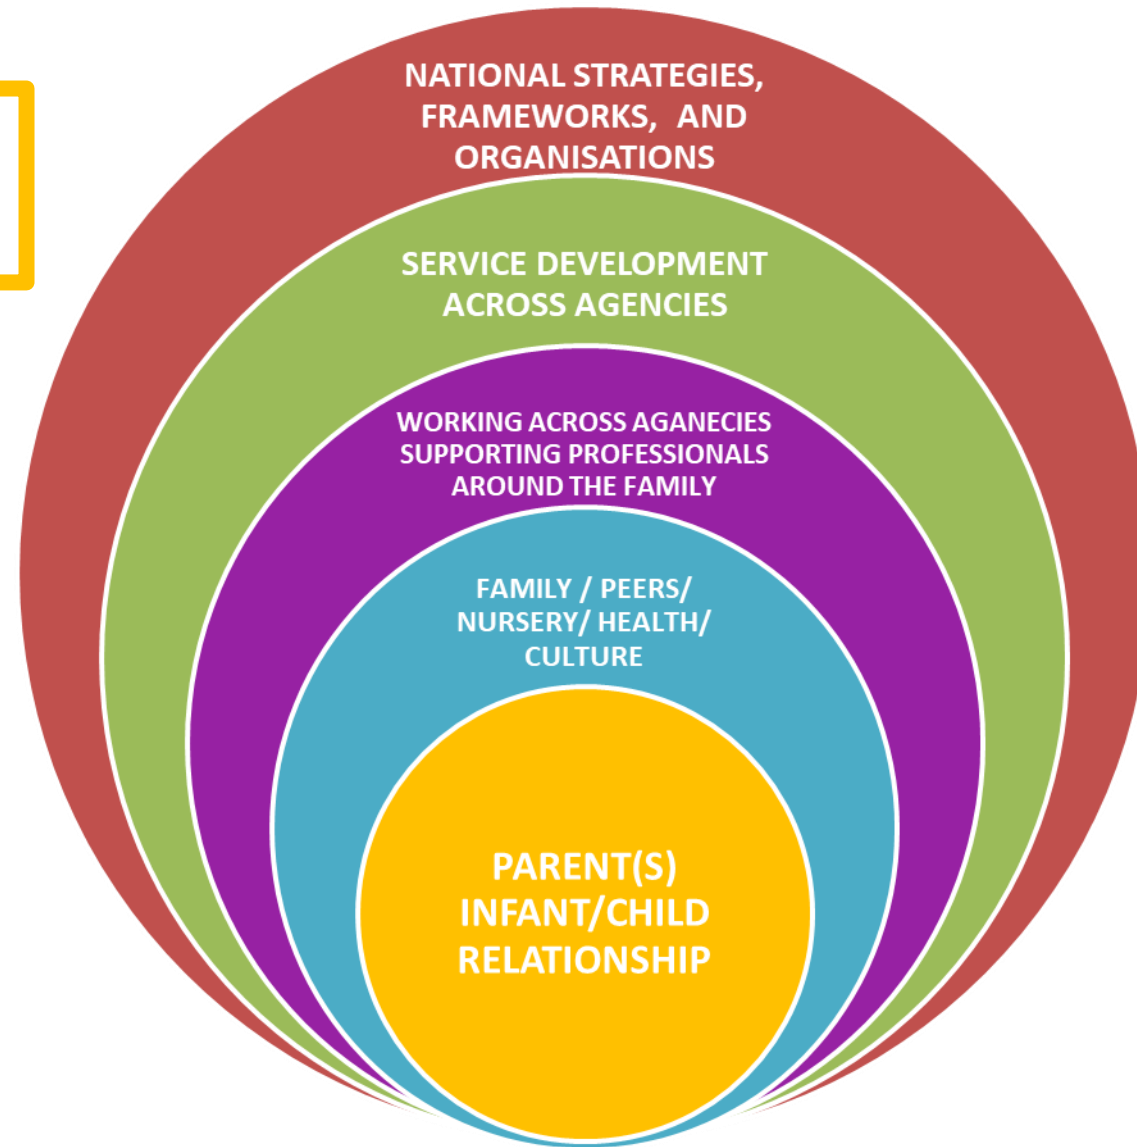 NATIONAL STRATEGIES,
FRAMEWORKS, AND
ORGANISATIONS
SERVICE DEVELOPMENT
ACROSS AGENCIES
WORKING ACROSS AGANECIES
SUPPORTING PROFESSIONALS
AROUND THE FAMILY
FAMILY / PEERS/
NURSERY/ HEALTH/
CULTURE
PARENT(S)
INFANT/CHILD
RELATIONSHIP